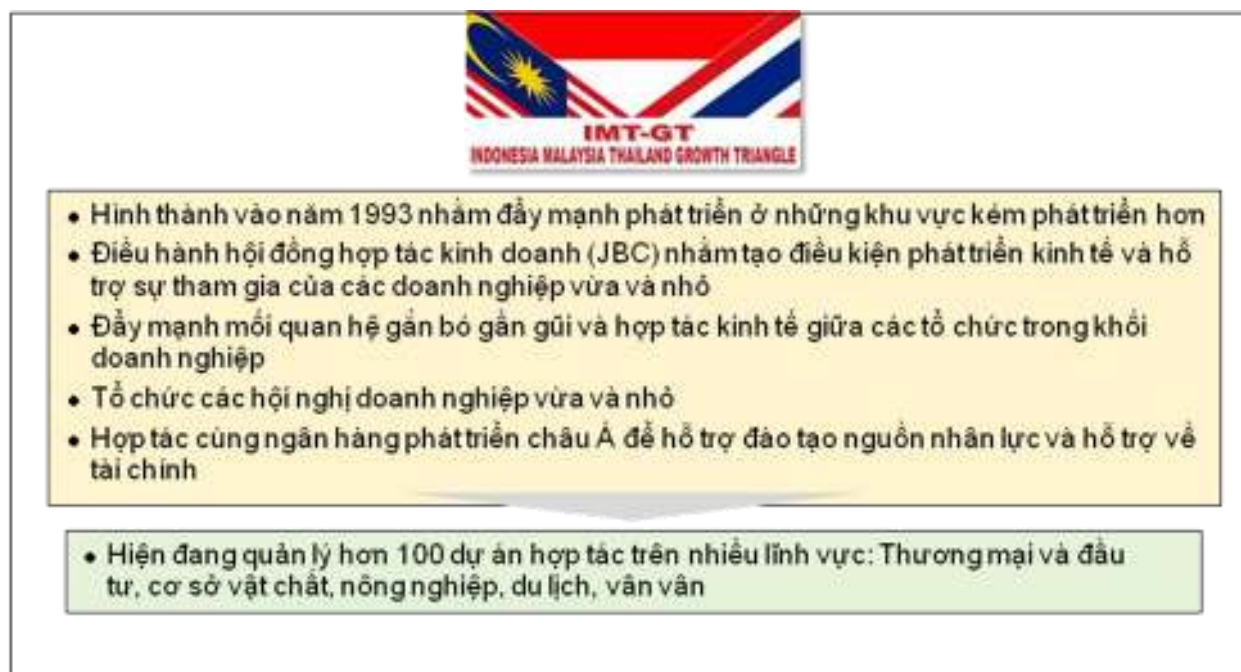 IMT-GT
INDONESIA MALAYSIA THAILAND GROWTH TRIANGLE
• Hình thành vào năm 1993 nhằm đẩy mạnh phát triển ở những khu vực kém phát triển hơn
• Điều hành hội đồng hợp tác kinh doanh (JBC) nhằm tạo điều kiện phát triển kinh tế và hỗ
trợ sự tham gia của các doanh nghiệp vừa và nhỏ
• Đẩy mạnh mối quan hệ gắn bó gần gũi và hợp tác kinh tế giữa các tổ chức trong khối
doanh nghiệp
• Tổ chức các hội nghị doanh nghiệp vừa và nhỏ
• Hợp tác cùng ngân hàng phát triển châu Á để hỗ trợ đào tạo nguồn nhân lực và hỗ trợ về
tài chính
• Hiện đang quản lý hơn 100 dự án hợp tác trên nhiều lĩnh vực: Thương mại và đầu
tư, cơ sở vật chất, nông nghiệp, du lịch, vân vân